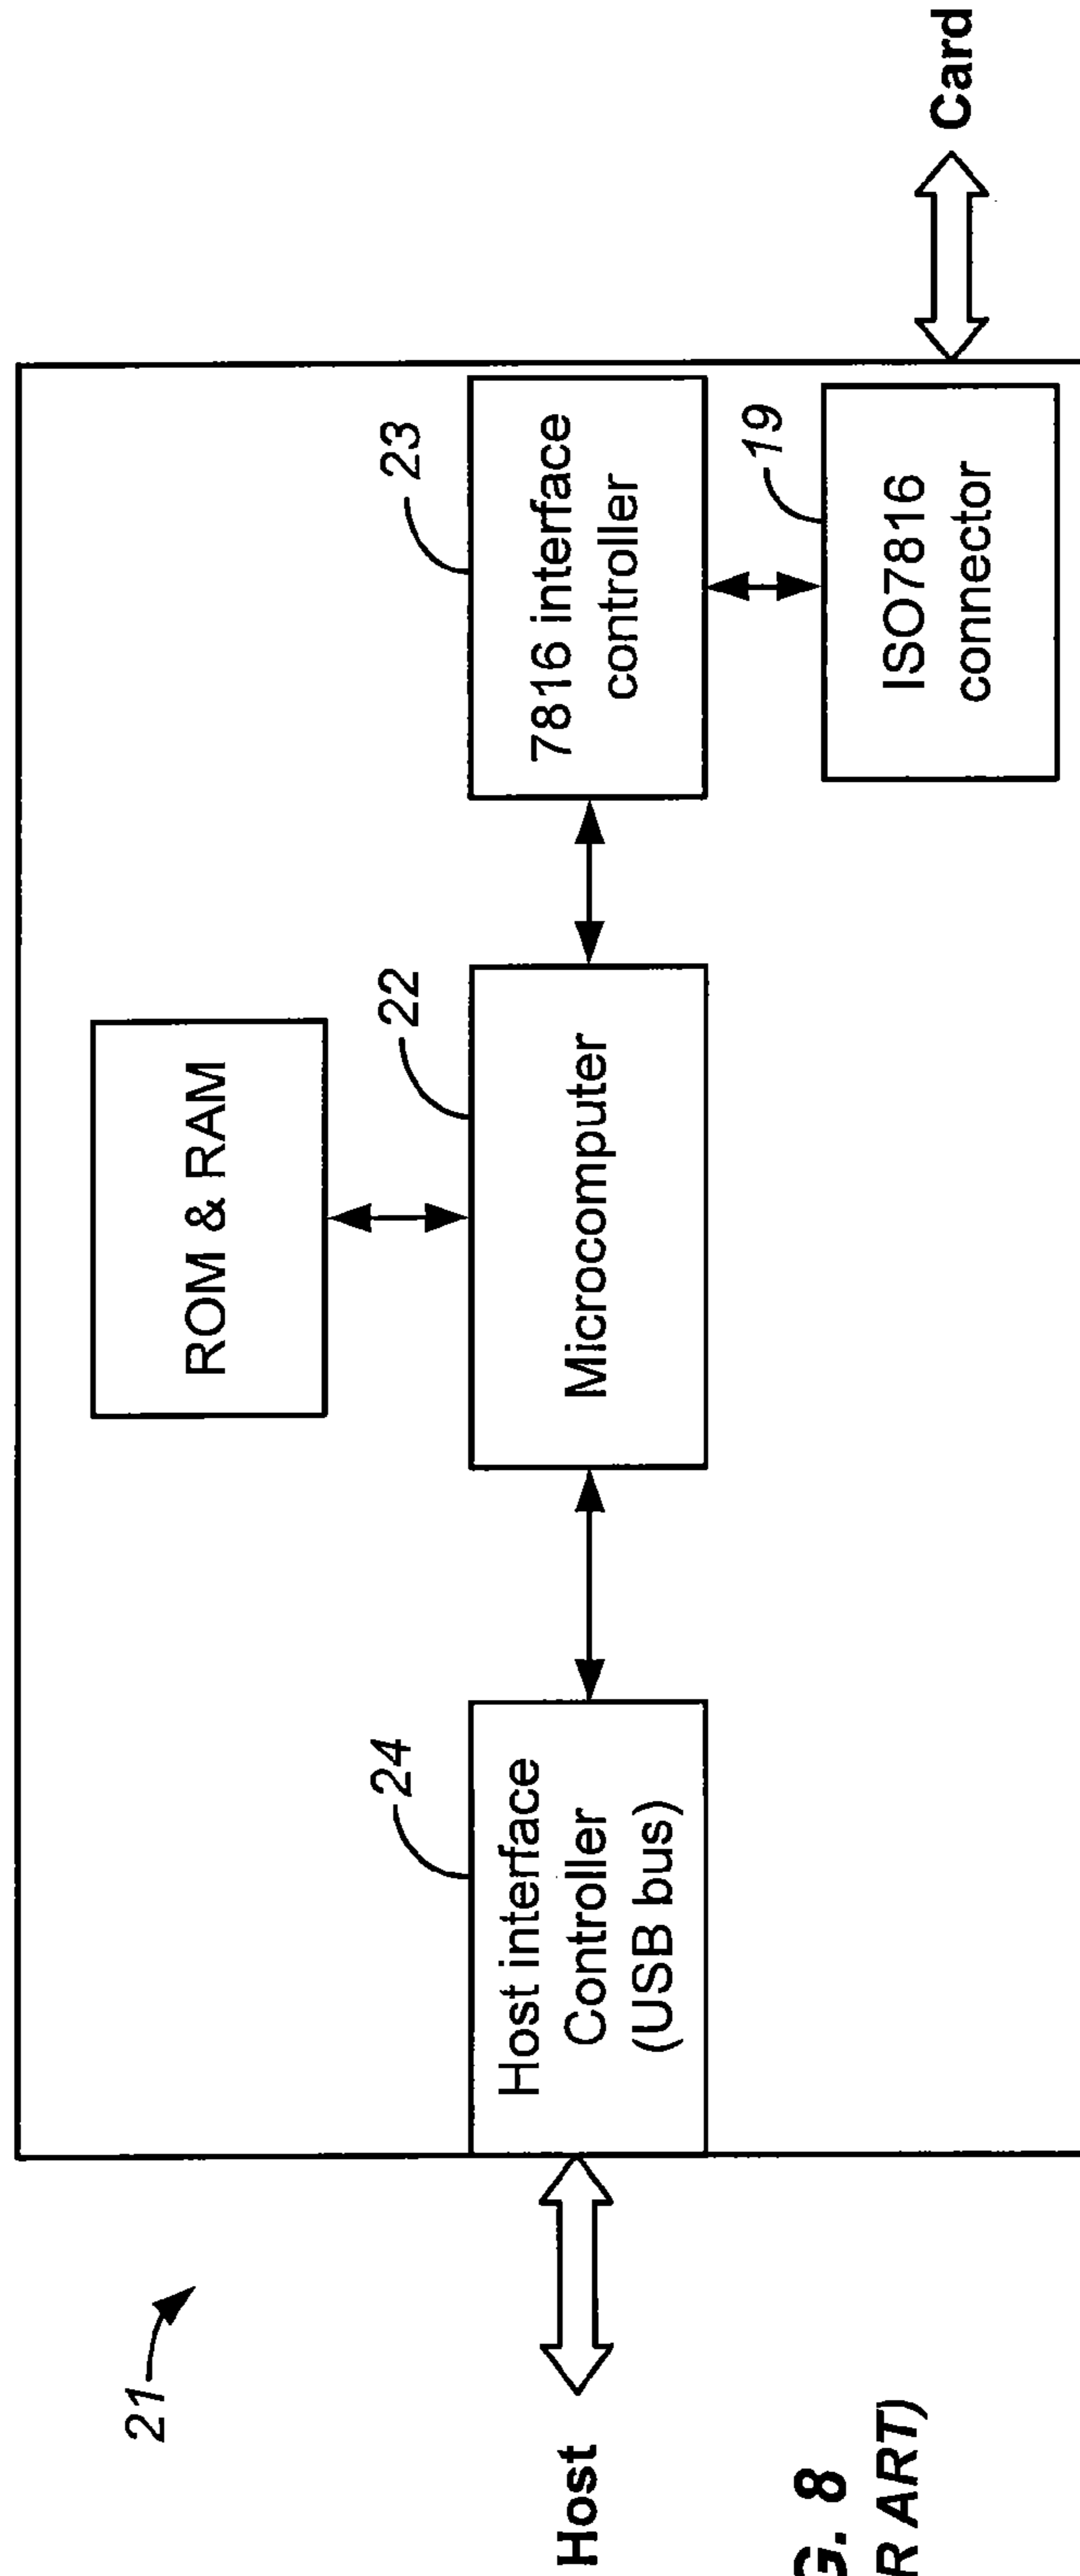 21
ROM & RAM
24
22
23
Host interface
Controller
(USB bus)
Microcomputer
7816 interface
controller
Host
19
ISO7816
connector
Card
G. 8
R ART)